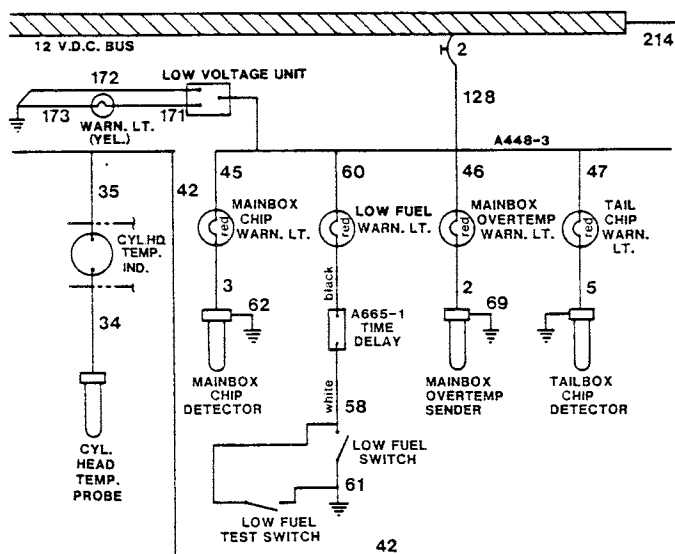 12 V.D.C. BUS
2
214
172
LOW VOLTAGE UNIT
173
171
WARN. LT.
(YEL.)
128
A448-3
35
42
45
60
46
47
CYL.HD.
TEMP.
IND.
MAINBOX
CHIP
WARN. LT.
red
LOW FUEL
WARN. LT.
red
MAINBOX
OVERTEMP
WARN. LT.
red
TAIL
CHIP
WARN.
LT.
red
3
62
black
2
69
5
34
A665-1
TIME
DELAY
MAINBOX
CHIP
DETECTOR
MAINBOX
OVERTEMP
SENDER
TAILBOX
CHIP
DETECTOR
white
58
CYL.
HEAD
TEMP.
PROBE
LOW FUEL
SWITCH
61
LOW FUEL
TEST SWITCH
42